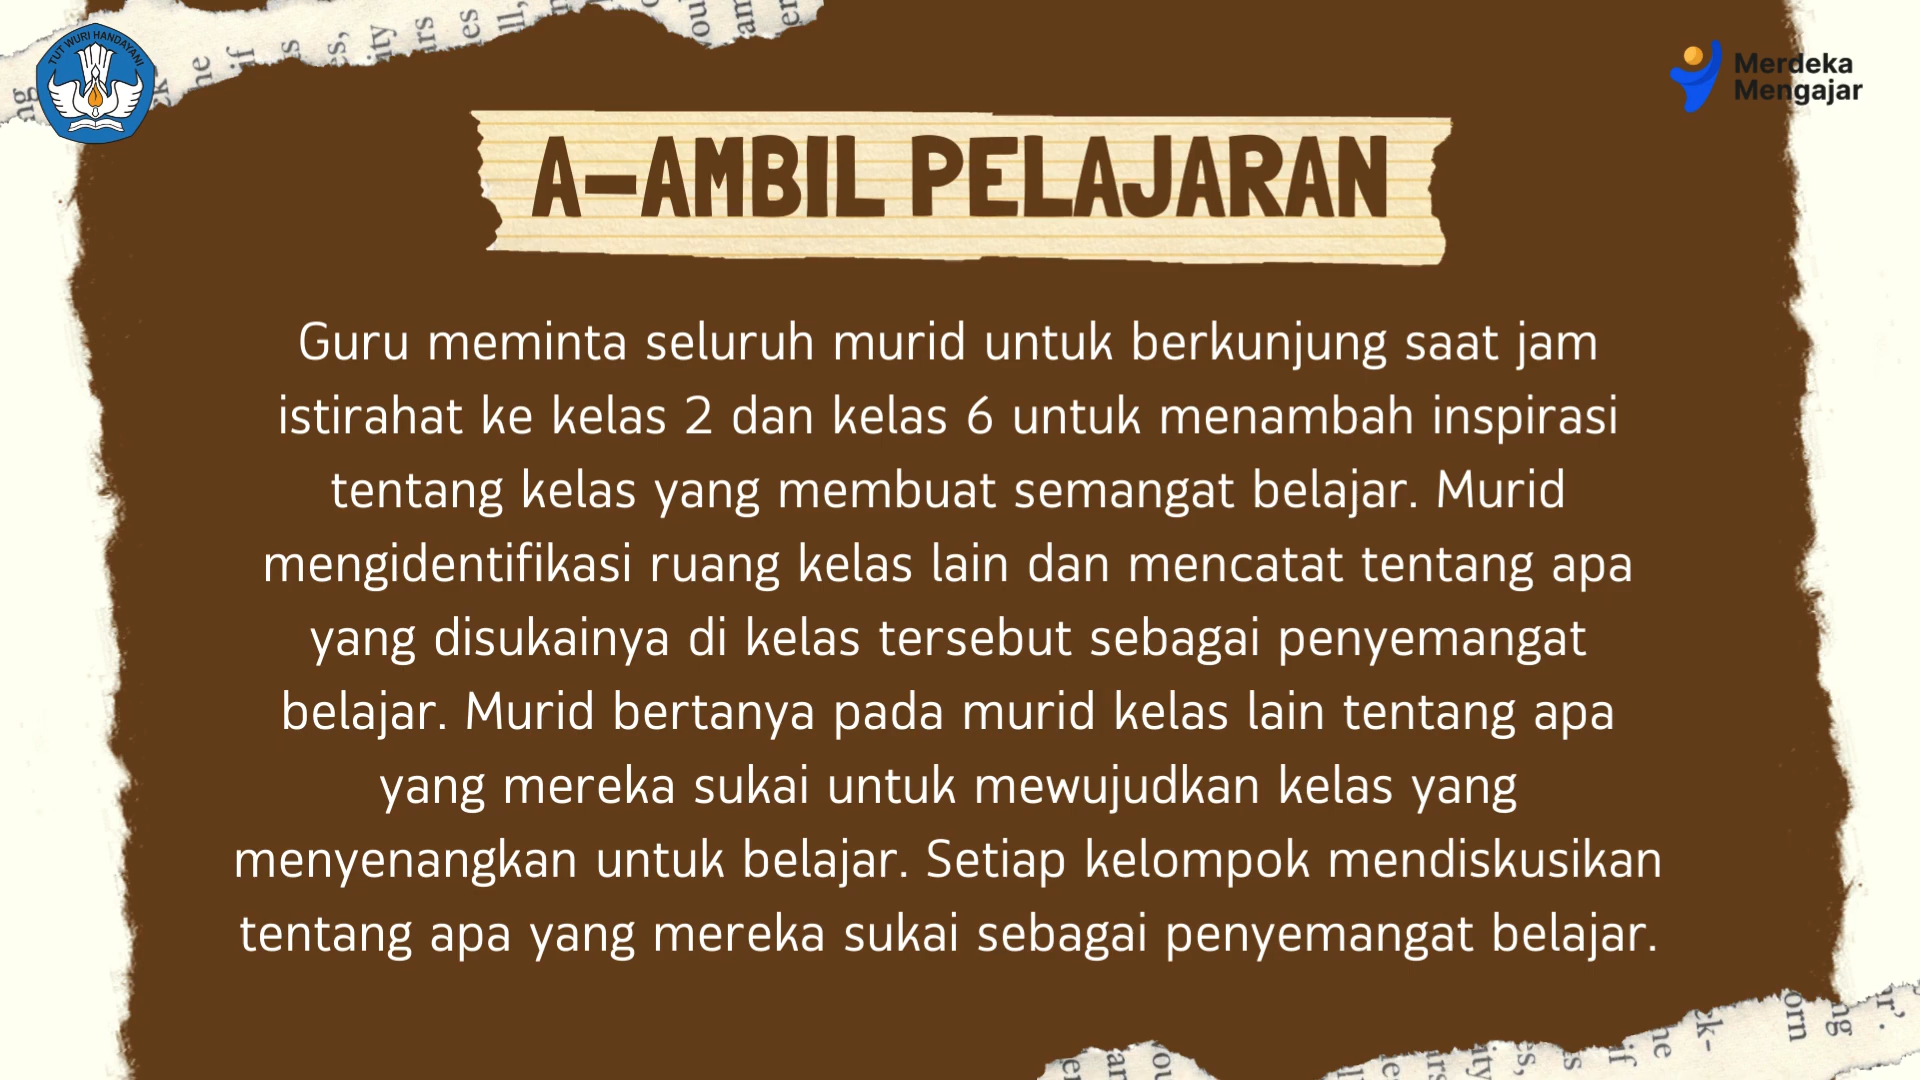 TUT WURI HANDAYANI
Merdeka
Mengajar
A-AMBIL PELAJARAN
Guru meminta seluruh murid untuk berkunjung saat jam
istirahat ke kelas 2 dan kelas 6 untuk menambah inspirasi
tentang kelas yang membuat semangat belajar. Murid
mengidentifikasi ruang kelas lain dan mencatat tentang apa
yang disukainya di kelas tersebut sebagai penyemangat
belajar. Murid bertanya pada murid kelas lain tentang apa
yang mereka sukai untuk mewujudkan kelas yang
menyenangkan untuk belajar. Setiap kelompok mendiskusikan
tentang apa yang mereka sukai sebagai penyemangat belajar.